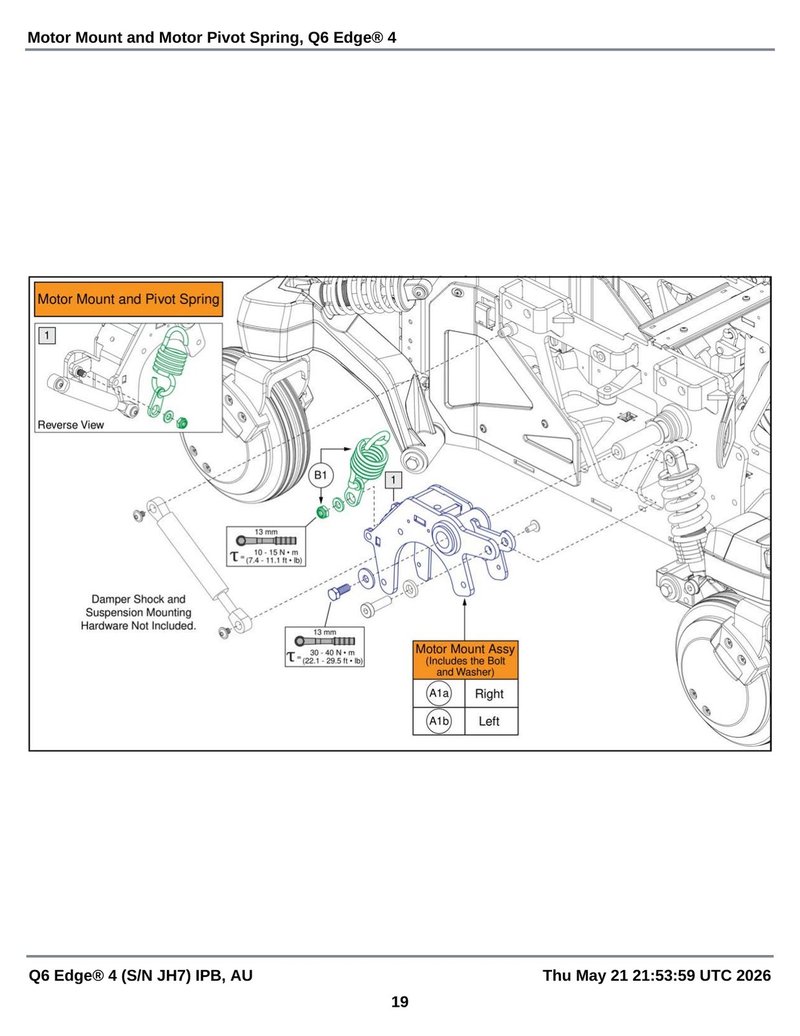 Motor Mount and Motor Pivot Spring, Q6 Edge® 4
Motor Mount and Pivot Spring
1
Reverse View
B1
1
13 mm
τ = 10 - 15 N • m
(7.4 - 11.1 ft • lb)
Damper Shock and
Suspension Mounting
Hardware Not Included.
13 mm
τ = 30 - 40 N • m
(22.1 - 29.5 ft • lb)
Motor Mount Assy
(Includes the Bolt
and Washer)
A1a Right
A1b Left
Q6 Edge® 4 (S/N JH7) IPB, AU
Thu May 21 21:53:59 UTC 2026
19